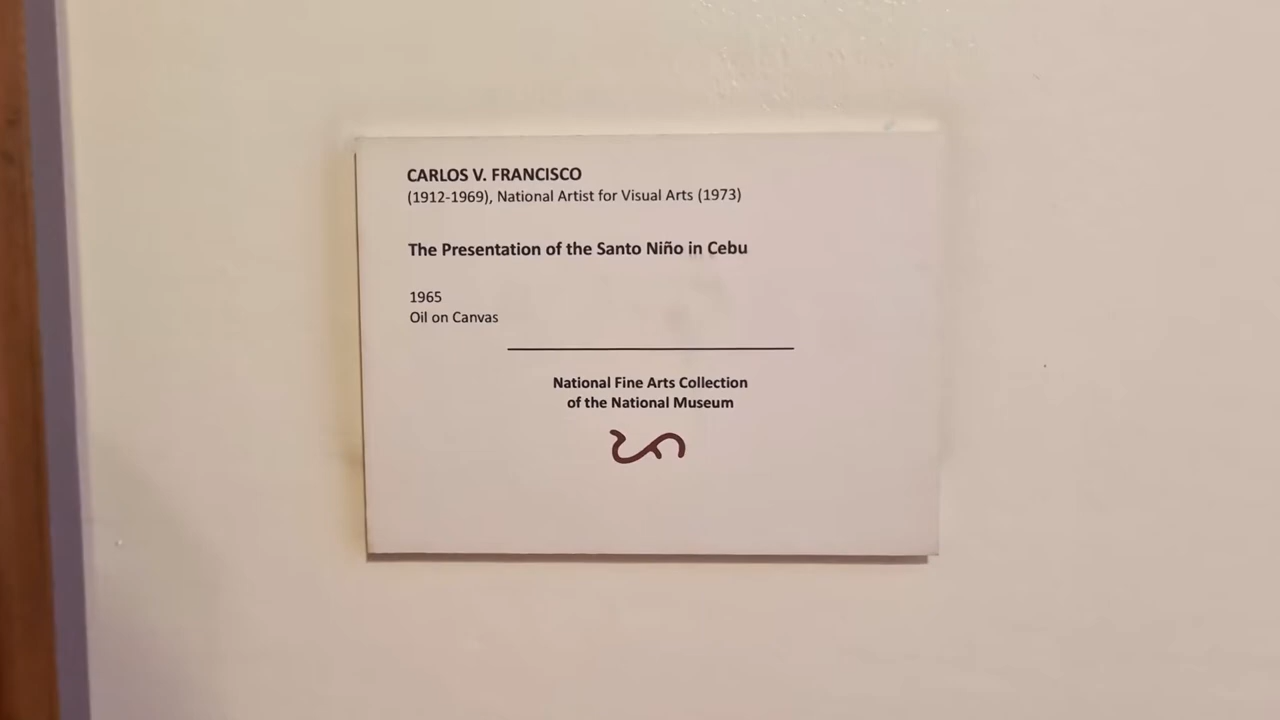 CARLOS V. FRANCISCO
(1912-1969), National Artist for Visual Arts (1973)
The Presentation of the Santo Niño in Cebu
1965
Oil on Canvas
National Fine Arts Collection
of the National Museum
ᜉ